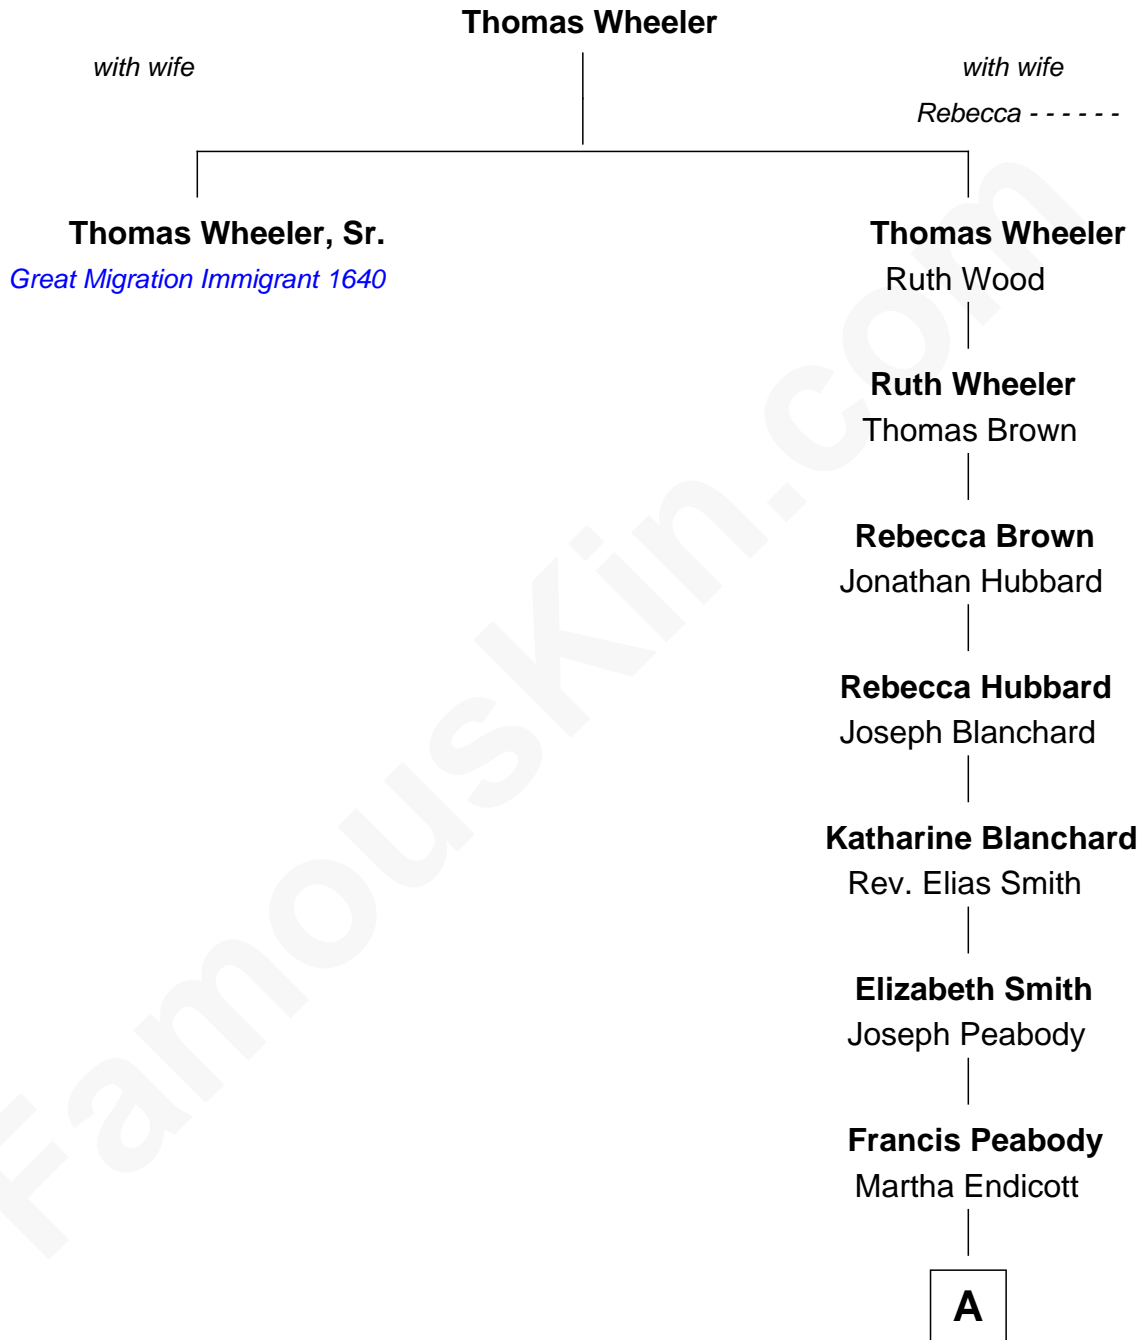 Thomas Wheeler
with wife
with wife
Rebecca - - - - - -
Thomas Wheeler, Sr.
Great Migration Immigrant 1640
Thomas Wheeler
Ruth Wood
Ruth Wheeler
Thomas Brown
Rebecca Brown
Jonathan Hubbard
Rebecca Hubbard
Joseph Blanchard
Katharine Blanchard
Rev. Elias Smith
Elizabeth Smith
Joseph Peabody
Francis Peabody
Martha Endicott
A
FamousKin.com